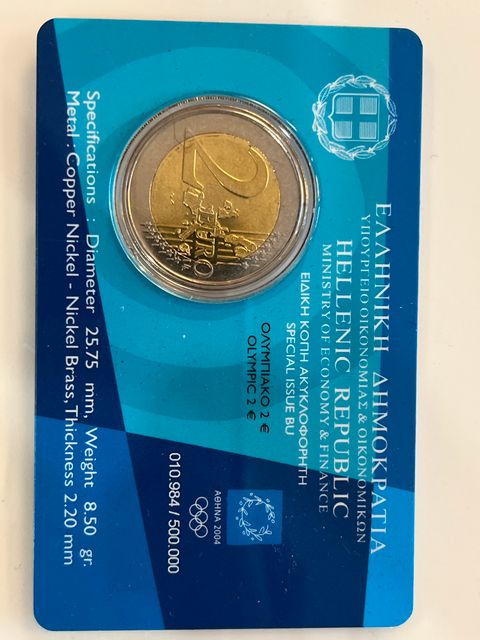 ΕΛΛΗΝΙΚΗ ΔΗΜΟΚΡΑΤΙΑ
ΥΠΟΥΡΓΕΙΟ ΟΙΚΟΝΟΜΙΑΣ & ΟΙΚΟΝΟΜΙΚΩΝ
HELLENIC REPUBLIC
MINISTRY OF ECONOMY & FINANCE
ΕΙΔΙΚΗ ΚΟΠΗ ΑΚΥΚΛΟΦΟΡΗΤΗ
SPECIAL ISSUE BU
ΟΛΥΜΠΙΑΚΟ 2 €
OLYMPIC 2 €
2
EURO
ΑΘΗΝΑ 2004
010.984 / 500.000
Specifications : Diameter 25.75 mm, Weight 8.50 gr.
Metal : Copper Nickel - Nickel Brass, Thickness 2.20 mm